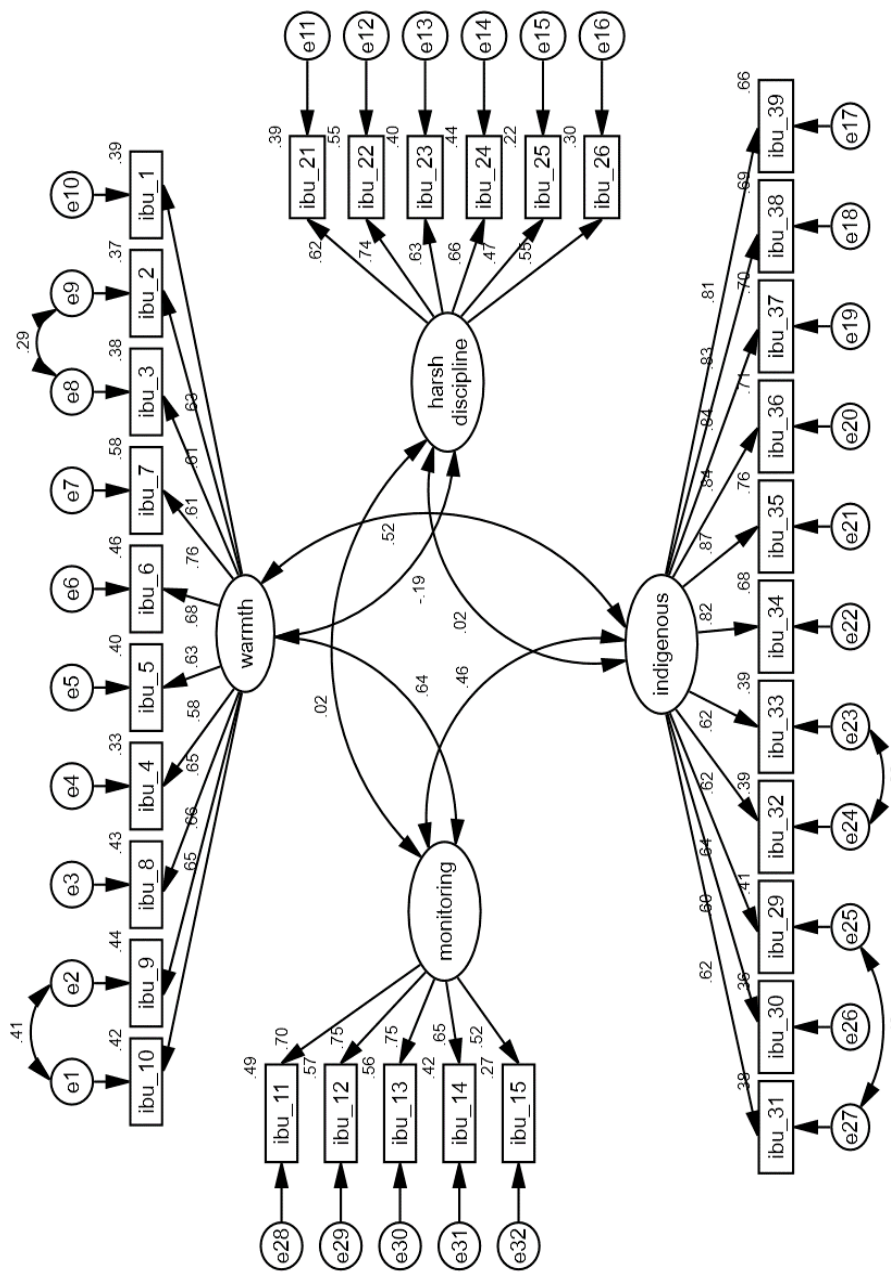 .41
e1
e2
e3
e4
e5
e6
e7
e8
e9
e10
.29
.42
.44
.43
.33
.40
.46
.58
.38
.37
.39
ibu_10
ibu_9
ibu_8
ibu_4
ibu_5
ibu_6
ibu_7
ibu_3
ibu_2
ibu_1
.65
.66
.65
.58
.63
.68
.76
.61
.61
.63
warmth
e11
e12
e13
e14
e15
e16
.39
.55
.40
.44
.22
.30
ibu_21
ibu_22
ibu_23
ibu_24
ibu_25
ibu_26
.62
.74
.63
.66
.47
.55
harsh
discipline
.52
-.19
.02
.02
.64
.46
monitoring
.70
.75
.75
.65
.52
.49
.57
.56
.42
.27
ibu_11
ibu_12
ibu_13
ibu_14
ibu_15
e28
e29
e30
e31
e32
indigenous
.62
.60
.64
.62
.62
.82
.87
.84
.84
.83
.81
.38
.36
.41
.39
.39
.68
.76
.71
.70
.69
.66
ibu_31
ibu_30
ibu_29
ibu_32
ibu_33
ibu_34
ibu_35
ibu_36
ibu_37
ibu_38
ibu_39
e27
e26
e25
e24
e23
e22
e21
e20
e19
e18
e17